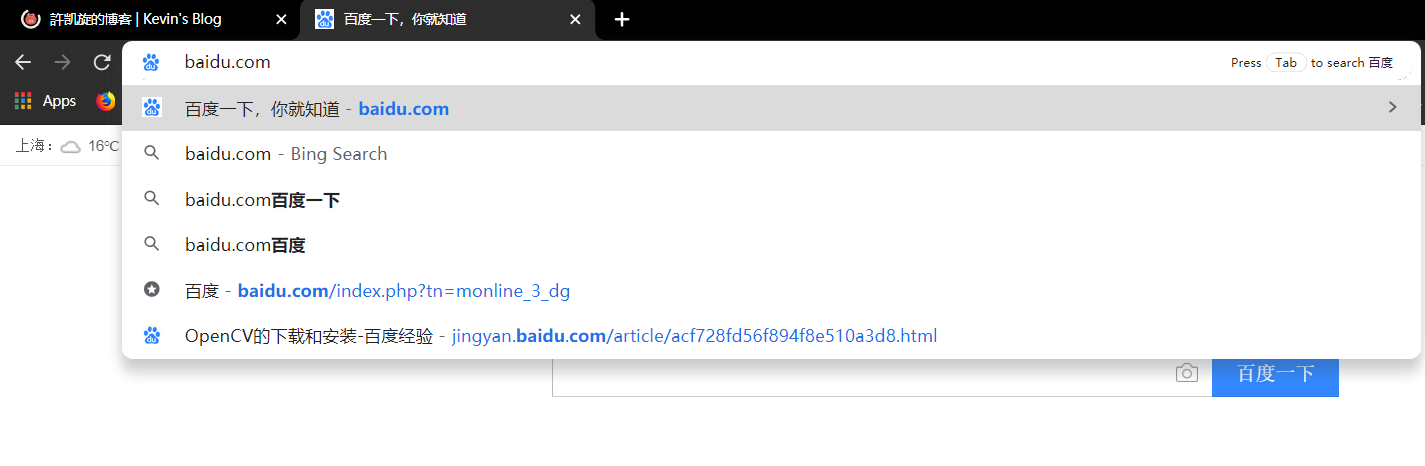 許凯旋的博客 | Kevin's Blog
百度一下，你就知道
baidu.com
Press Tab to search 百度
Apps
百度一下，你就知道 - baidu.com
上海： 16℃
baidu.com - Bing Search
baidu.com百度一下
baidu.com百度
百度 - baidu.com/index.php?tn=monline_3_dg
OpenCV的下载和安装-百度经验 - jingyan.baidu.com/article/acf728fd56f894f8e510a3d8.html
百度一下